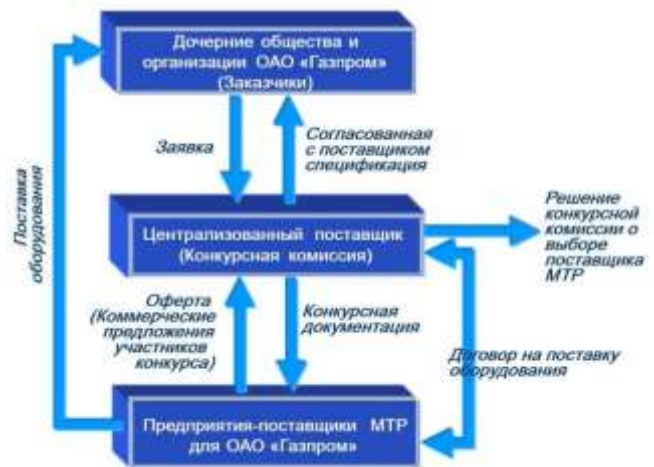 Дочерние общества и
организации ОАО «Газпром»
(Заказчики)
Заявка
Согласованная
с поставщиком
спецификация
Поставка
оборудования
Централизованный поставщик
(Конкурсная комиссия)
Решение
конкурсной
комиссии о
выборе
поставщика
МТР
Оферта
(Коммерческие
предложения
участников
конкурса)
Конкурсная
документация
Договор на поставку
оборудования
Предприятия-поставщики МТР
для ОАО «Газпром»